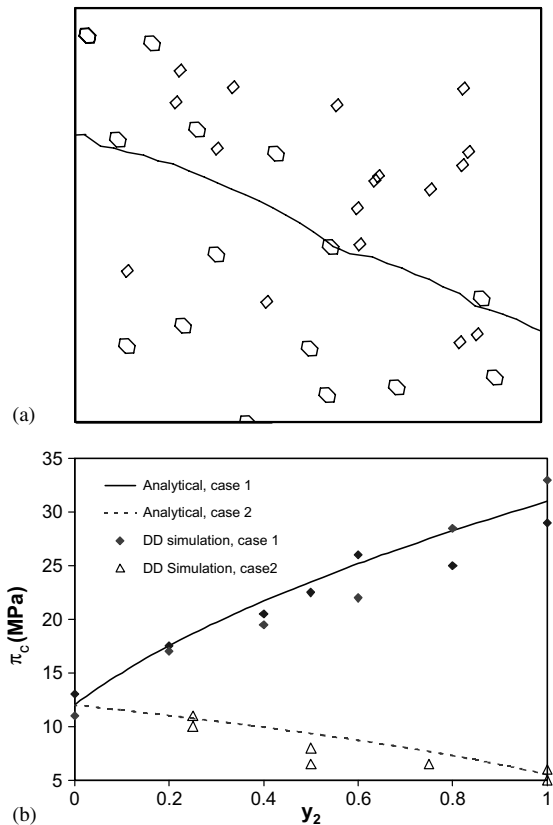 (a)
35
30
25
20
15
10
5
π_c (MPa)
Analytical, case 1
Analytical, case 2
DD simulation, case 1
DD Simulation, case2
0
0.2
0.4
0.6
0.8
1
y₂
(b)